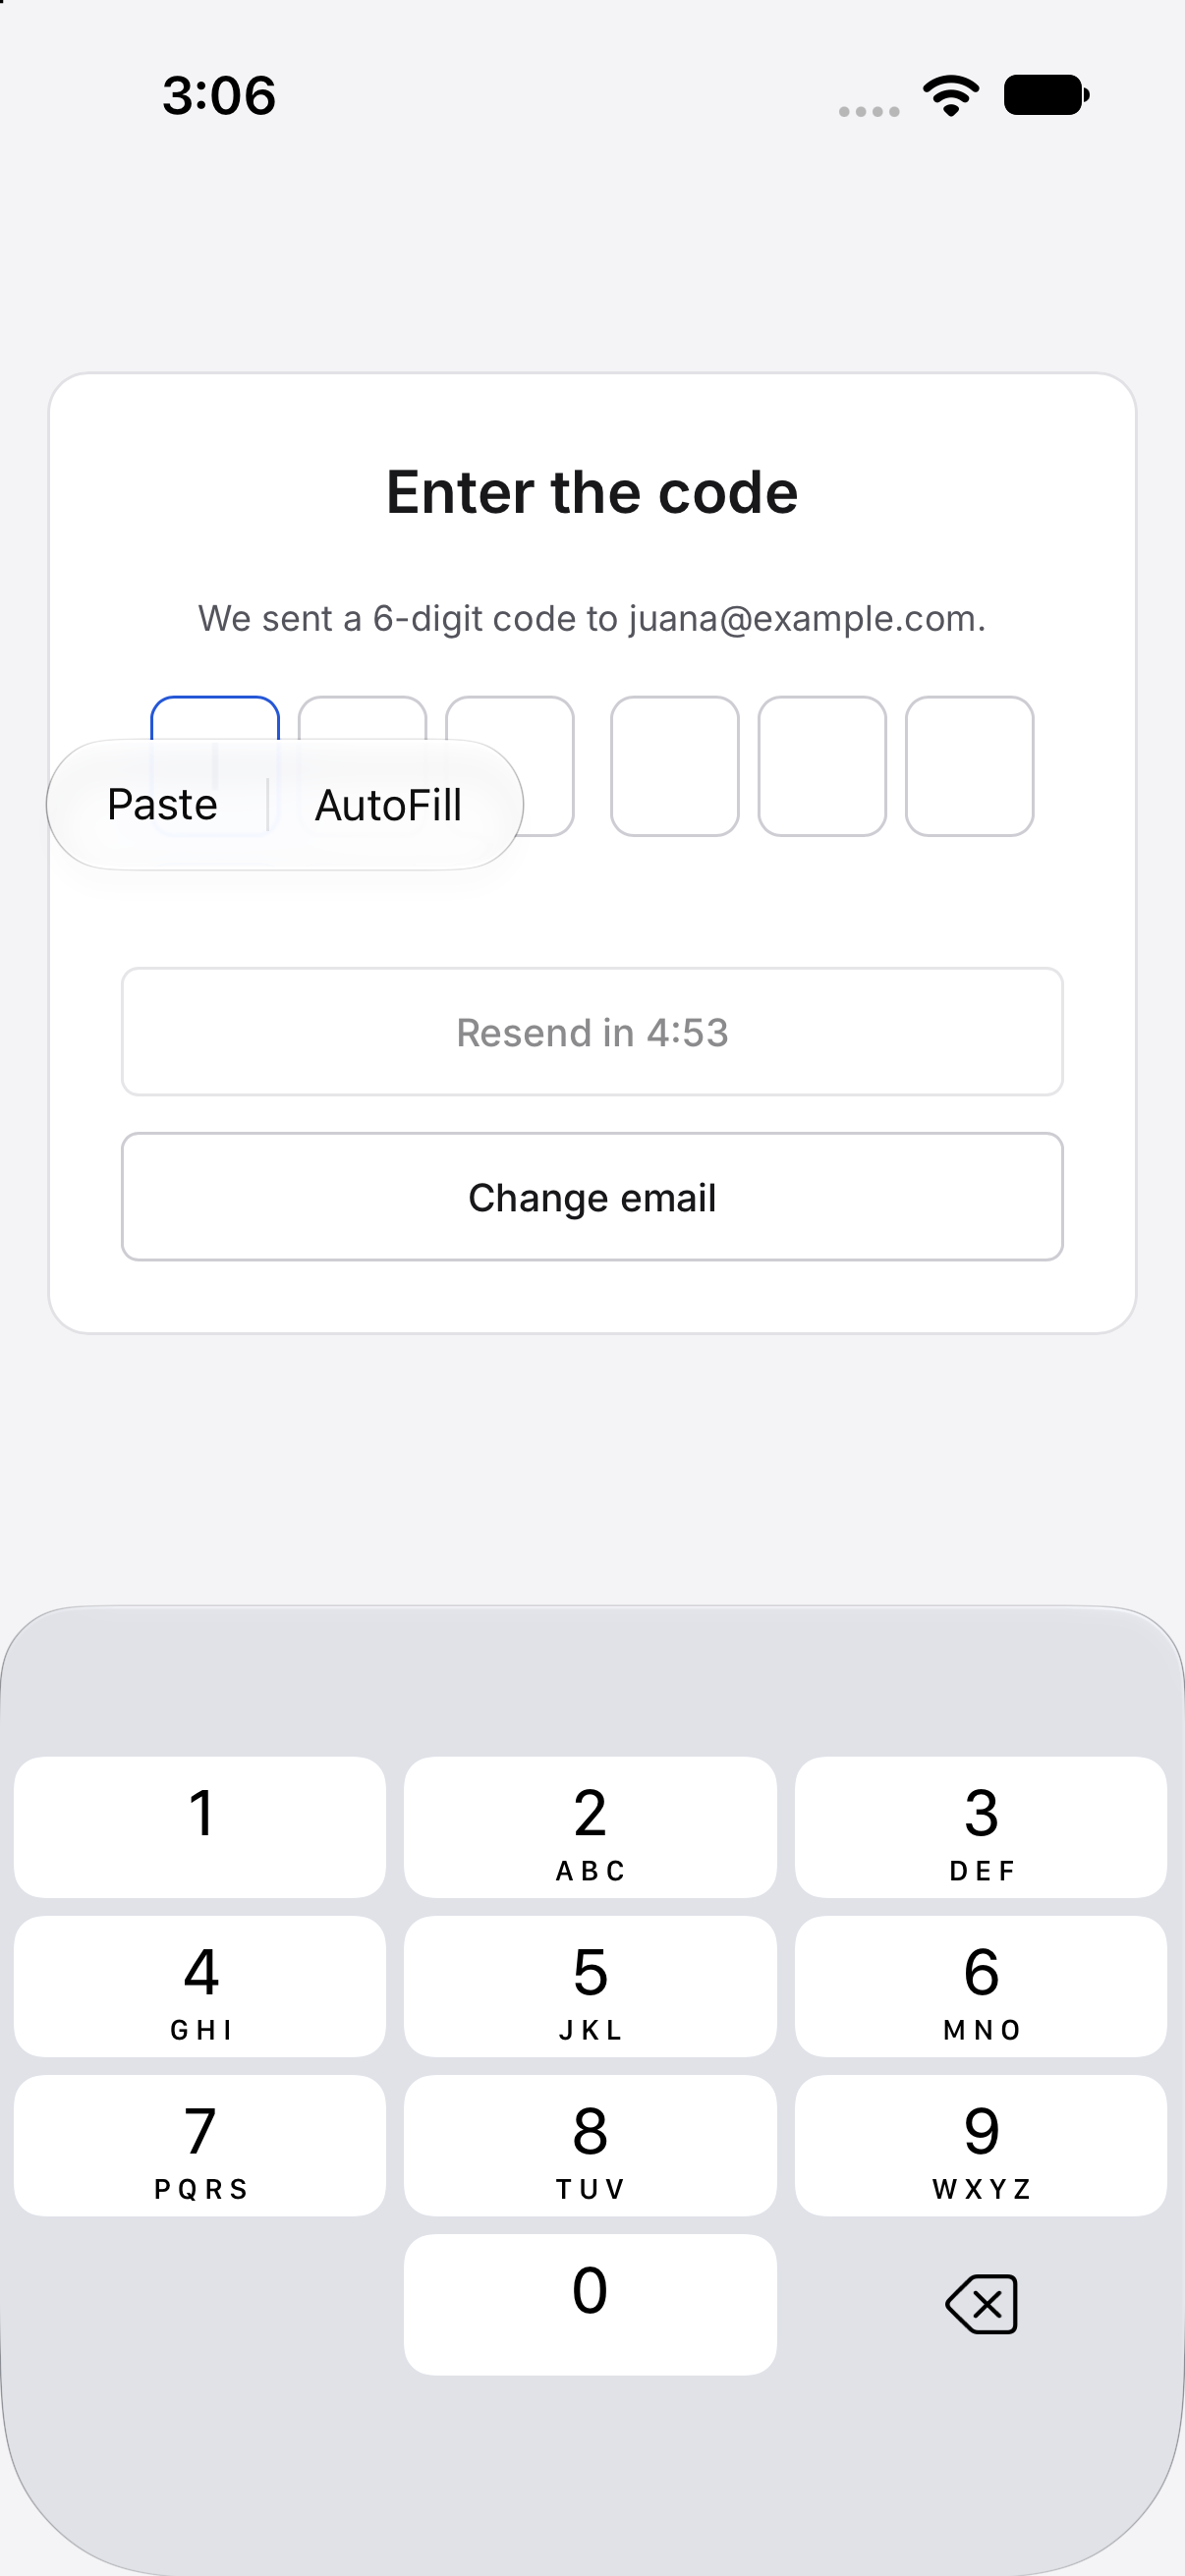 3:06
Enter the code
We sent a 6-digit code to juana@example.com.
Paste AutoFill
Resend in 4:53
Change email
1 2 3
ABC DEF
4 5 6
GHI JKL MNO
7 8 9
PQRS TUV WXYZ
0